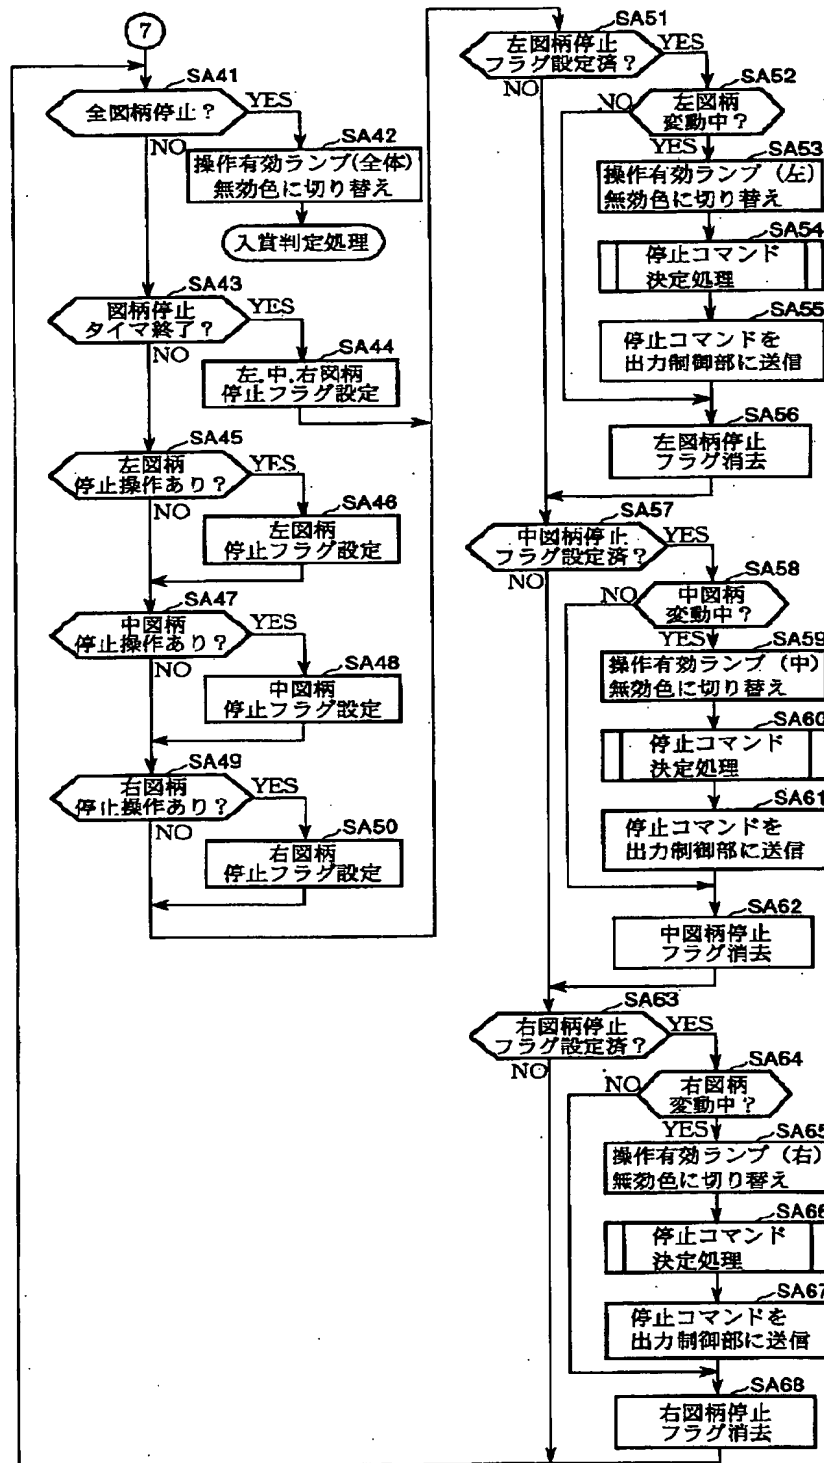 7
SA41
全図柄停止？
YES
NO
SA42
操作有効ランプ(全体)
無効色に切り替え
入賞判定処理
SA43
図柄停止
タイマ終了？
YES
NO
SA44
左.中.右図柄
停止フラグ設定
SA45
左図柄
停止操作あり？
YES
NO
SA46
左図柄
停止フラグ設定
SA47
中図柄
停止操作あり？
YES
NO
SA48
中図柄
停止フラグ設定
SA49
右図柄
停止操作あり？
YES
NO
SA50
右図柄
停止フラグ設定
SA51
左図柄停止
フラグ設定済？
YES
NO
SA52
左図柄
変動中？
NO
YES
SA53
操作有効ランプ（左）
無効色に切り替え
SA54
停止コマンド
決定処理
SA55
停止コマンドを
出力制御部に送信
SA56
左図柄停止
フラグ消去
SA57
中図柄停止
フラグ設定済？
YES
NO
SA58
中図柄
変動中？
NO
YES
SA59
操作有効ランプ（中）
無効色に切り替え
SA60
停止コマンド
決定処理
SA61
停止コマンドを
出力制御部に送信
SA62
中図柄停止
フラグ消去
SA63
右図柄停止
フラグ設定済？
YES
NO
SA64
右図柄
変動中？
NO
YES
SA65
操作有効ランプ（右）
無効色に切り替え
SA66
停止コマンド
決定処理
SA67
停止コマンドを
出力制御部に送信
SA68
右図柄停止
フラグ消去